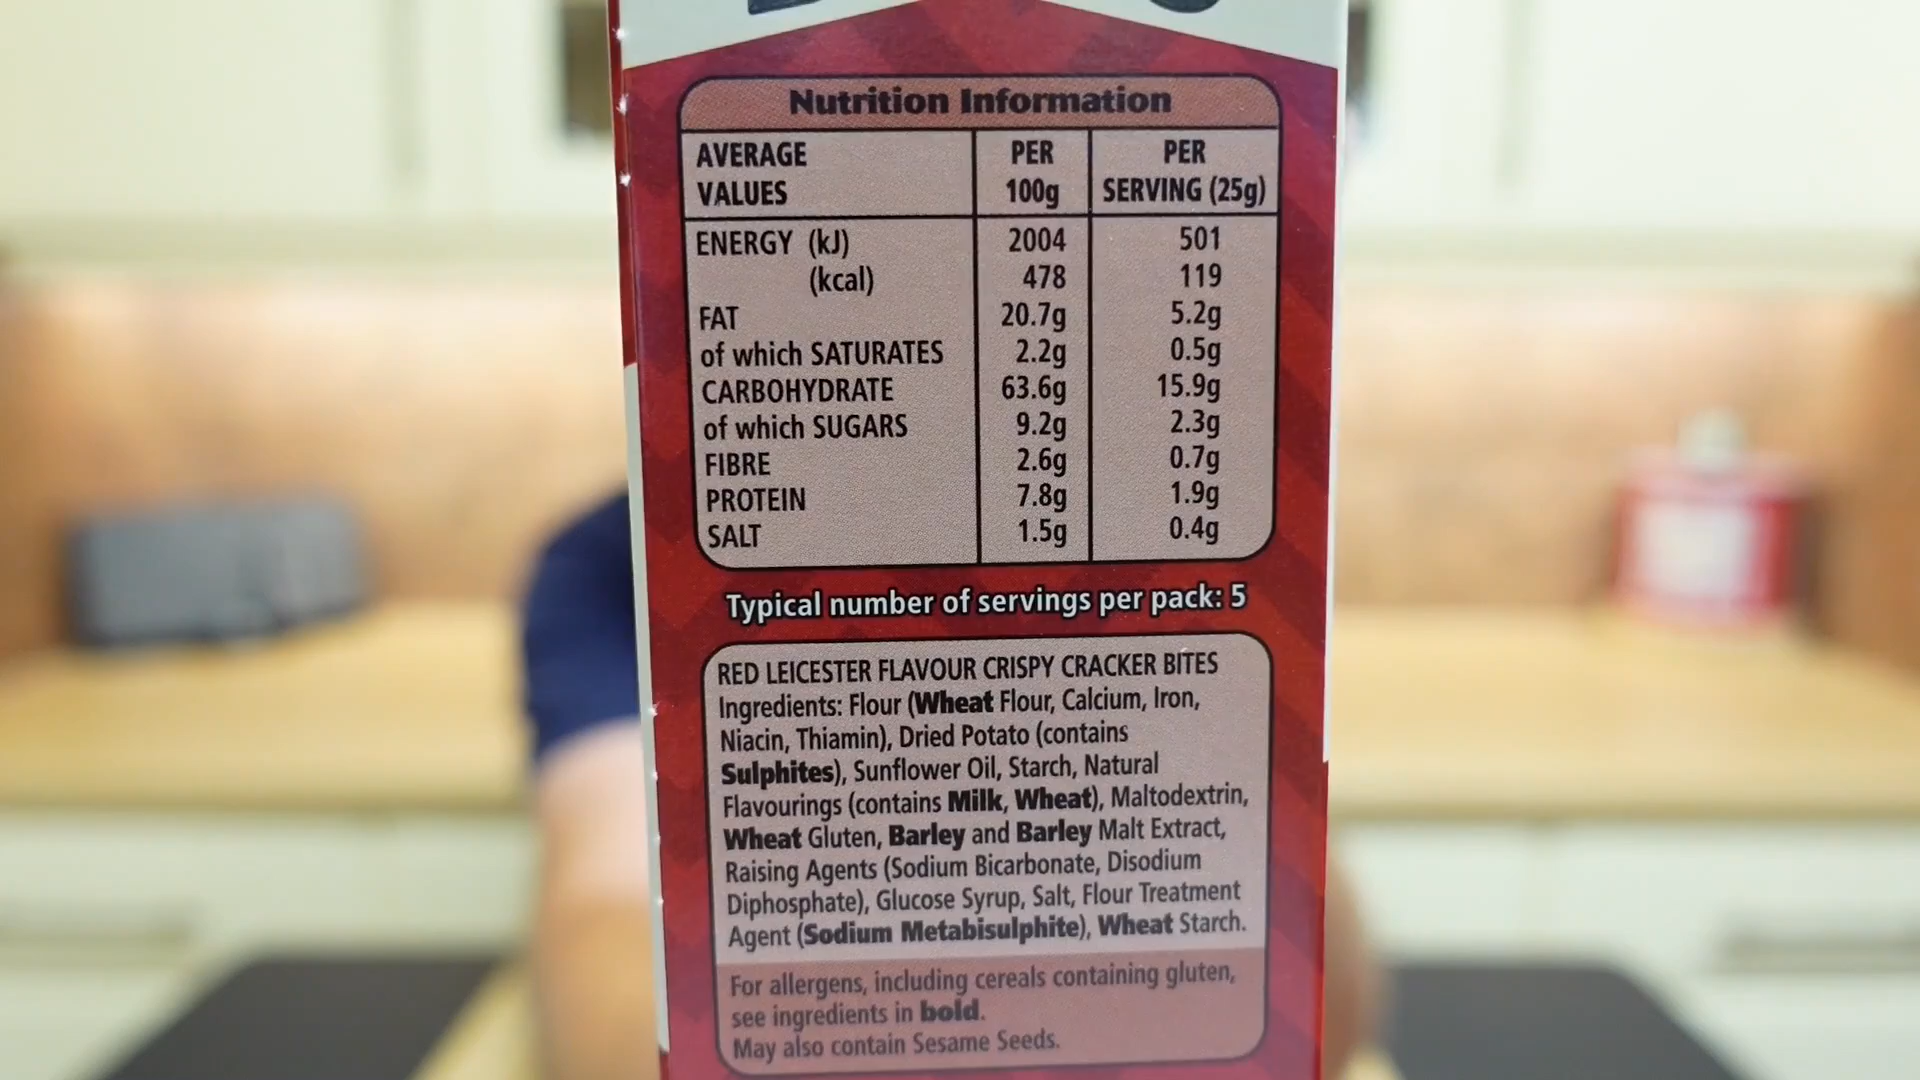 Nutrition Information
AVERAGE VALUES PER 100g PER SERVING (25g)
ENERGY (kJ) 2004 501
(kcal) 478 119
FAT 20.7g 5.2g
of which SATURATES 2.2g 0.5g
CARBOHYDRATE 63.6g 15.9g
of which SUGARS 9.2g 2.3g
FIBRE 2.6g 0.7g
PROTEIN 7.8g 1.9g
SALT 1.5g 0.4g
Typical number of servings per pack: 5
RED LEICESTER FLAVOUR CRISPY CRACKER BITES
Ingredients: Flour (Wheat Flour, Calcium, Iron,
Niacin, Thiamin), Dried Potato (contains
Sulphites), Sunflower Oil, Starch, Natural
Flavourings (contains Milk, Wheat), Maltodextrin,
Wheat Gluten, Barley and Barley Malt Extract,
Raising Agents (Sodium Bicarbonate, Disodium
Diphosphate), Glucose Syrup, Salt, Flour Treatment
Agent (Sodium Metabisulphite), Wheat Starch.
For allergens, including cereals containing gluten,
see ingredients in bold.
May also contain Sesame Seeds.